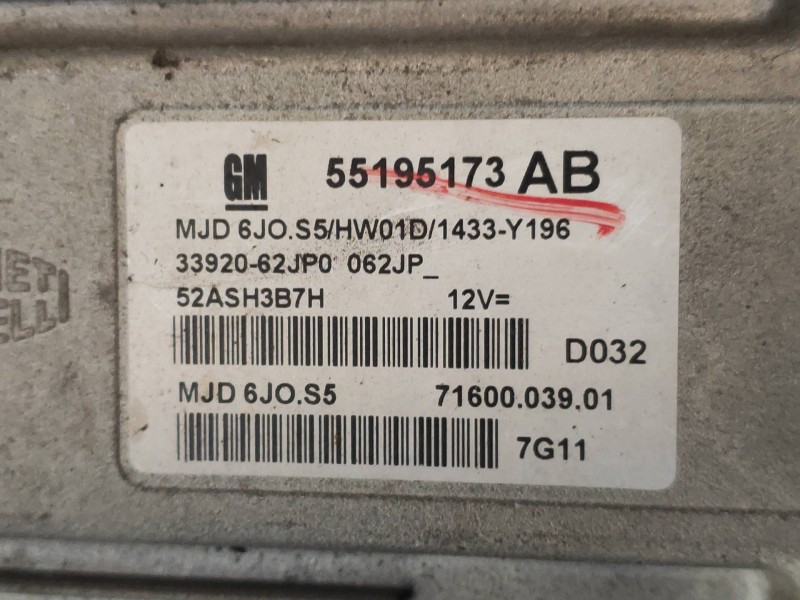 GM 55195173 AB
MJD 6JO.S5/HW01D/1433-Y196
33920-62JP0 062JP_
52ASH3B7H 12V=
D032
MJD 6JO.S5 71600.039.01
7G11